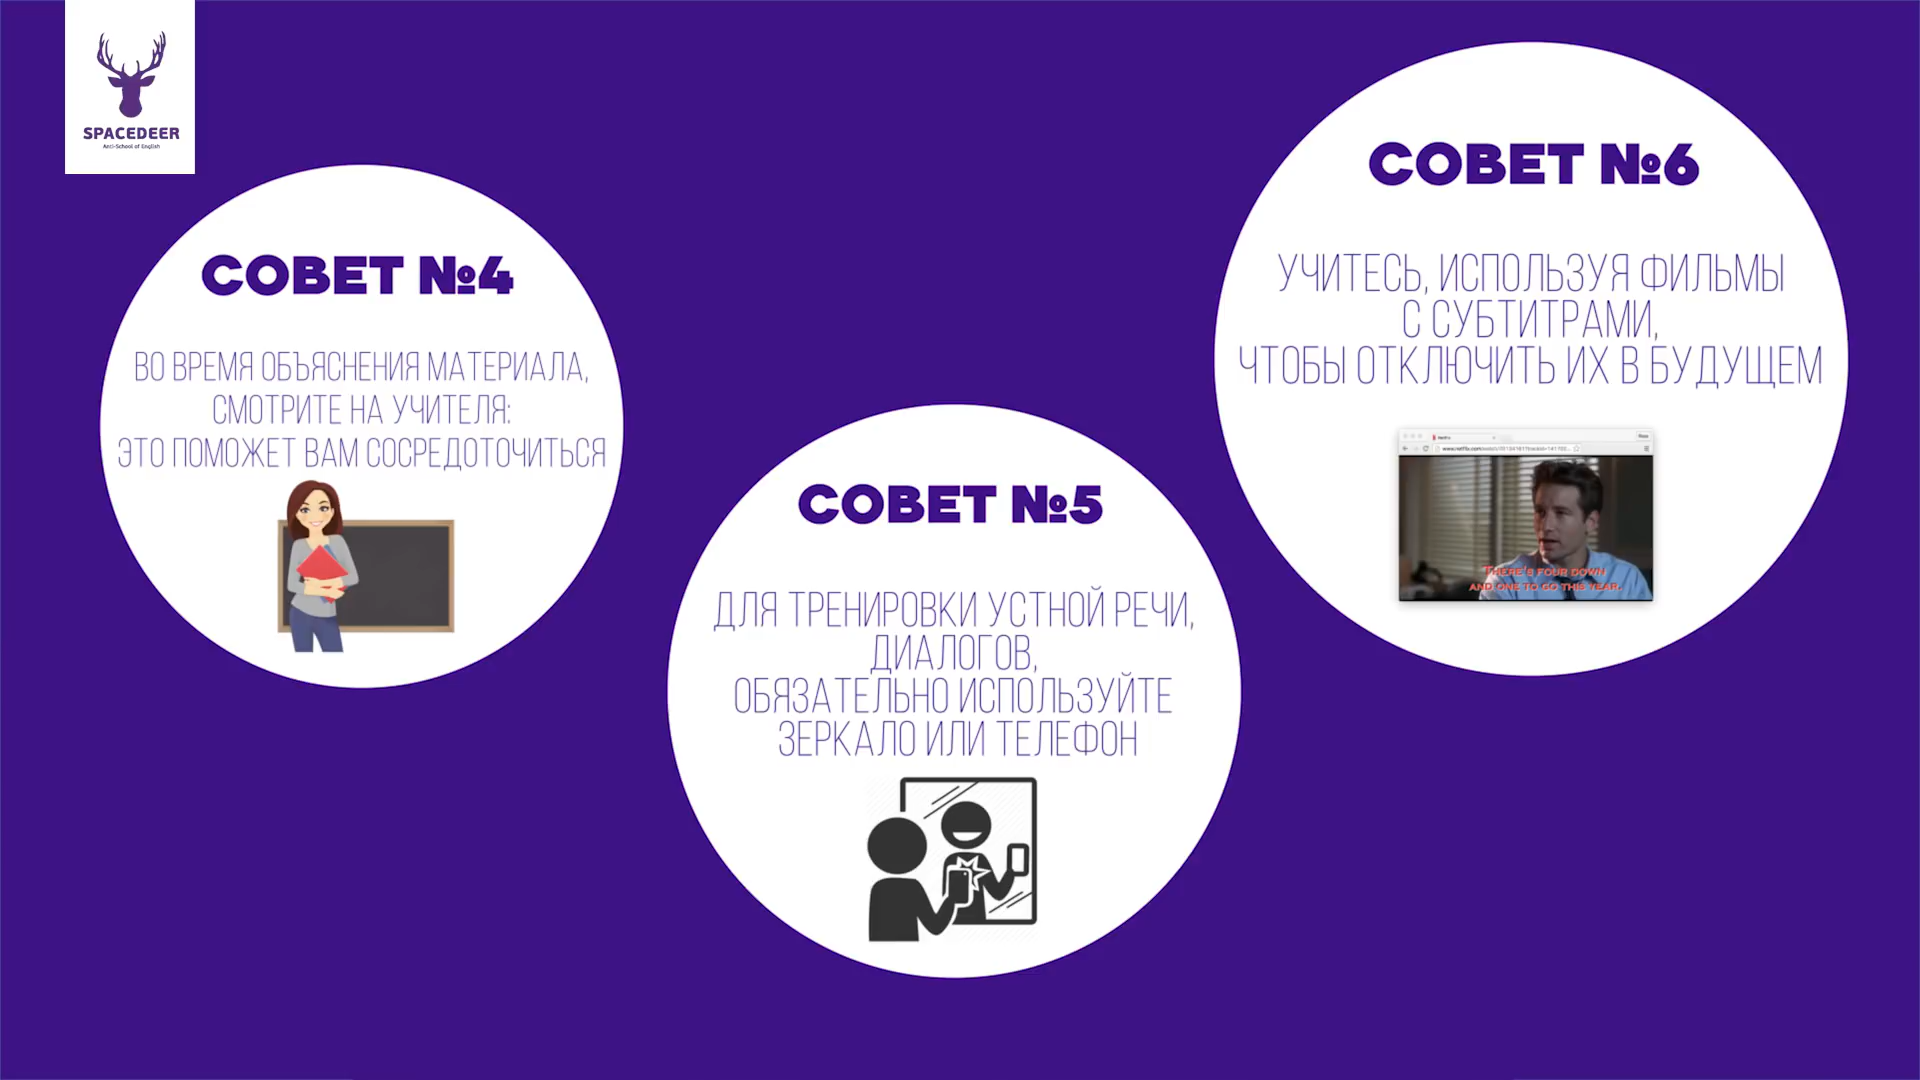 SPACEDEER
Anti-School of English
СОВЕТ №4
ВО ВРЕМЯ ОБЪЯСНЕНИЯ МАТЕРИАЛА,
СМОТРИТЕ НА УЧИТЕЛЯ:
ЭТО ПОМОЖЕТ ВАМ СОСРЕДОТОЧИТЬСЯ
СОВЕТ №5
ДЛЯ ТРЕНИРОВКИ УСТНОЙ РЕЧИ,
ДИАЛОГОВ,
ОБЯЗАТЕЛЬНО ИСПОЛЬЗУЙТЕ
ЗЕРКАЛО ИЛИ ТЕЛЕФОН
СОВЕТ №6
УЧИТЕСЬ, ИСПОЛЬЗУЯ ФИЛЬМЫ
С СУБТИТРАМИ,
ЧТОБЫ ОТКЛЮЧИТЬ ИХ В БУДУЩЕМ
THERE'S FOUR DOWN
AND ONE TO GO THIS YEAR.